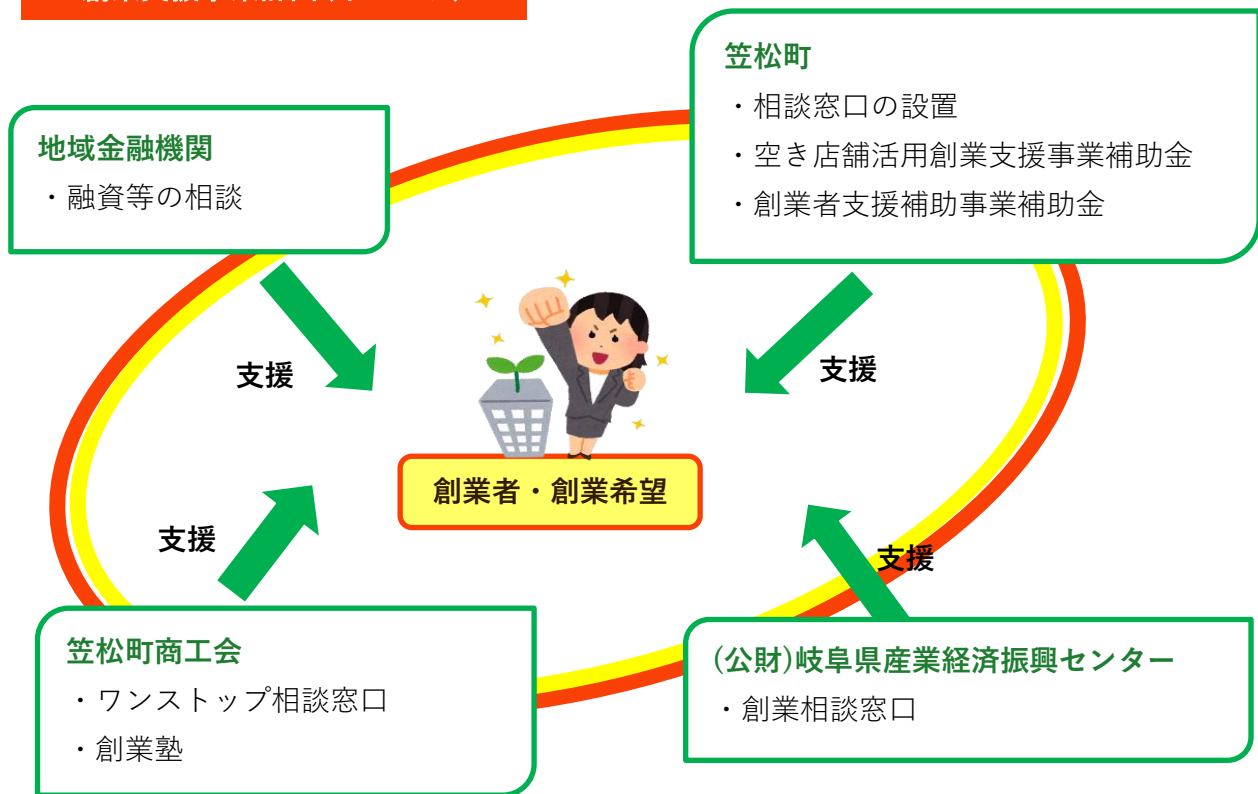 笠松町
・相談窓口の設置
・空き店舗活用創業支援事業補助金
・創業者支援補助事業補助金
地域金融機関
・融資等の相談
支援
支援
創業者・創業希望
支援
支援
笠松町商工会
・ワンストップ相談窓口
・創業塾
(公財)岐阜県産業経済振興センター
・創業相談窓口